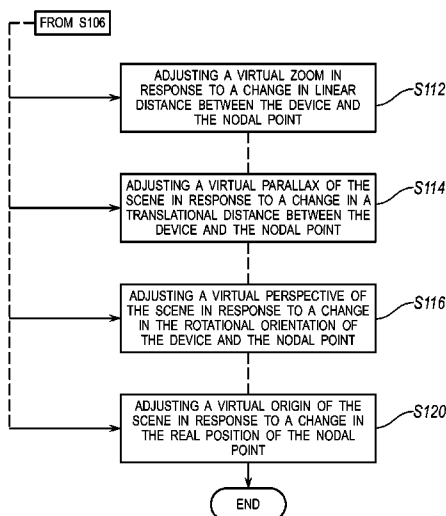 FROM S106
ADJUSTING A VIRTUAL ZOOM IN
RESPONSE TO A CHANGE IN LINEAR
DISTANCE BETWEEN THE DEVICE AND
THE NODAL POINT
S112
ADJUSTING A VIRTUAL PARALLAX OF THE
SCENE IN RESPONSE TO A CHANGE IN A
TRANSLATIONAL DISTANCE BETWEEN THE
DEVICE AND THE NODAL POINT
S114
ADJUSTING A VIRTUAL PERSPECTIVE OF
THE SCENE IN RESPONSE TO A CHANGE
IN THE ROTATIONAL ORIENTATION OF
THE DEVICE AND THE NODAL POINT
S116
ADJUSTING A VIRTUAL ORIGIN OF THE
SCENE IN RESPONSE TO A CHANGE IN
THE REAL POSITION OF THE NODAL
POINT
S120
END